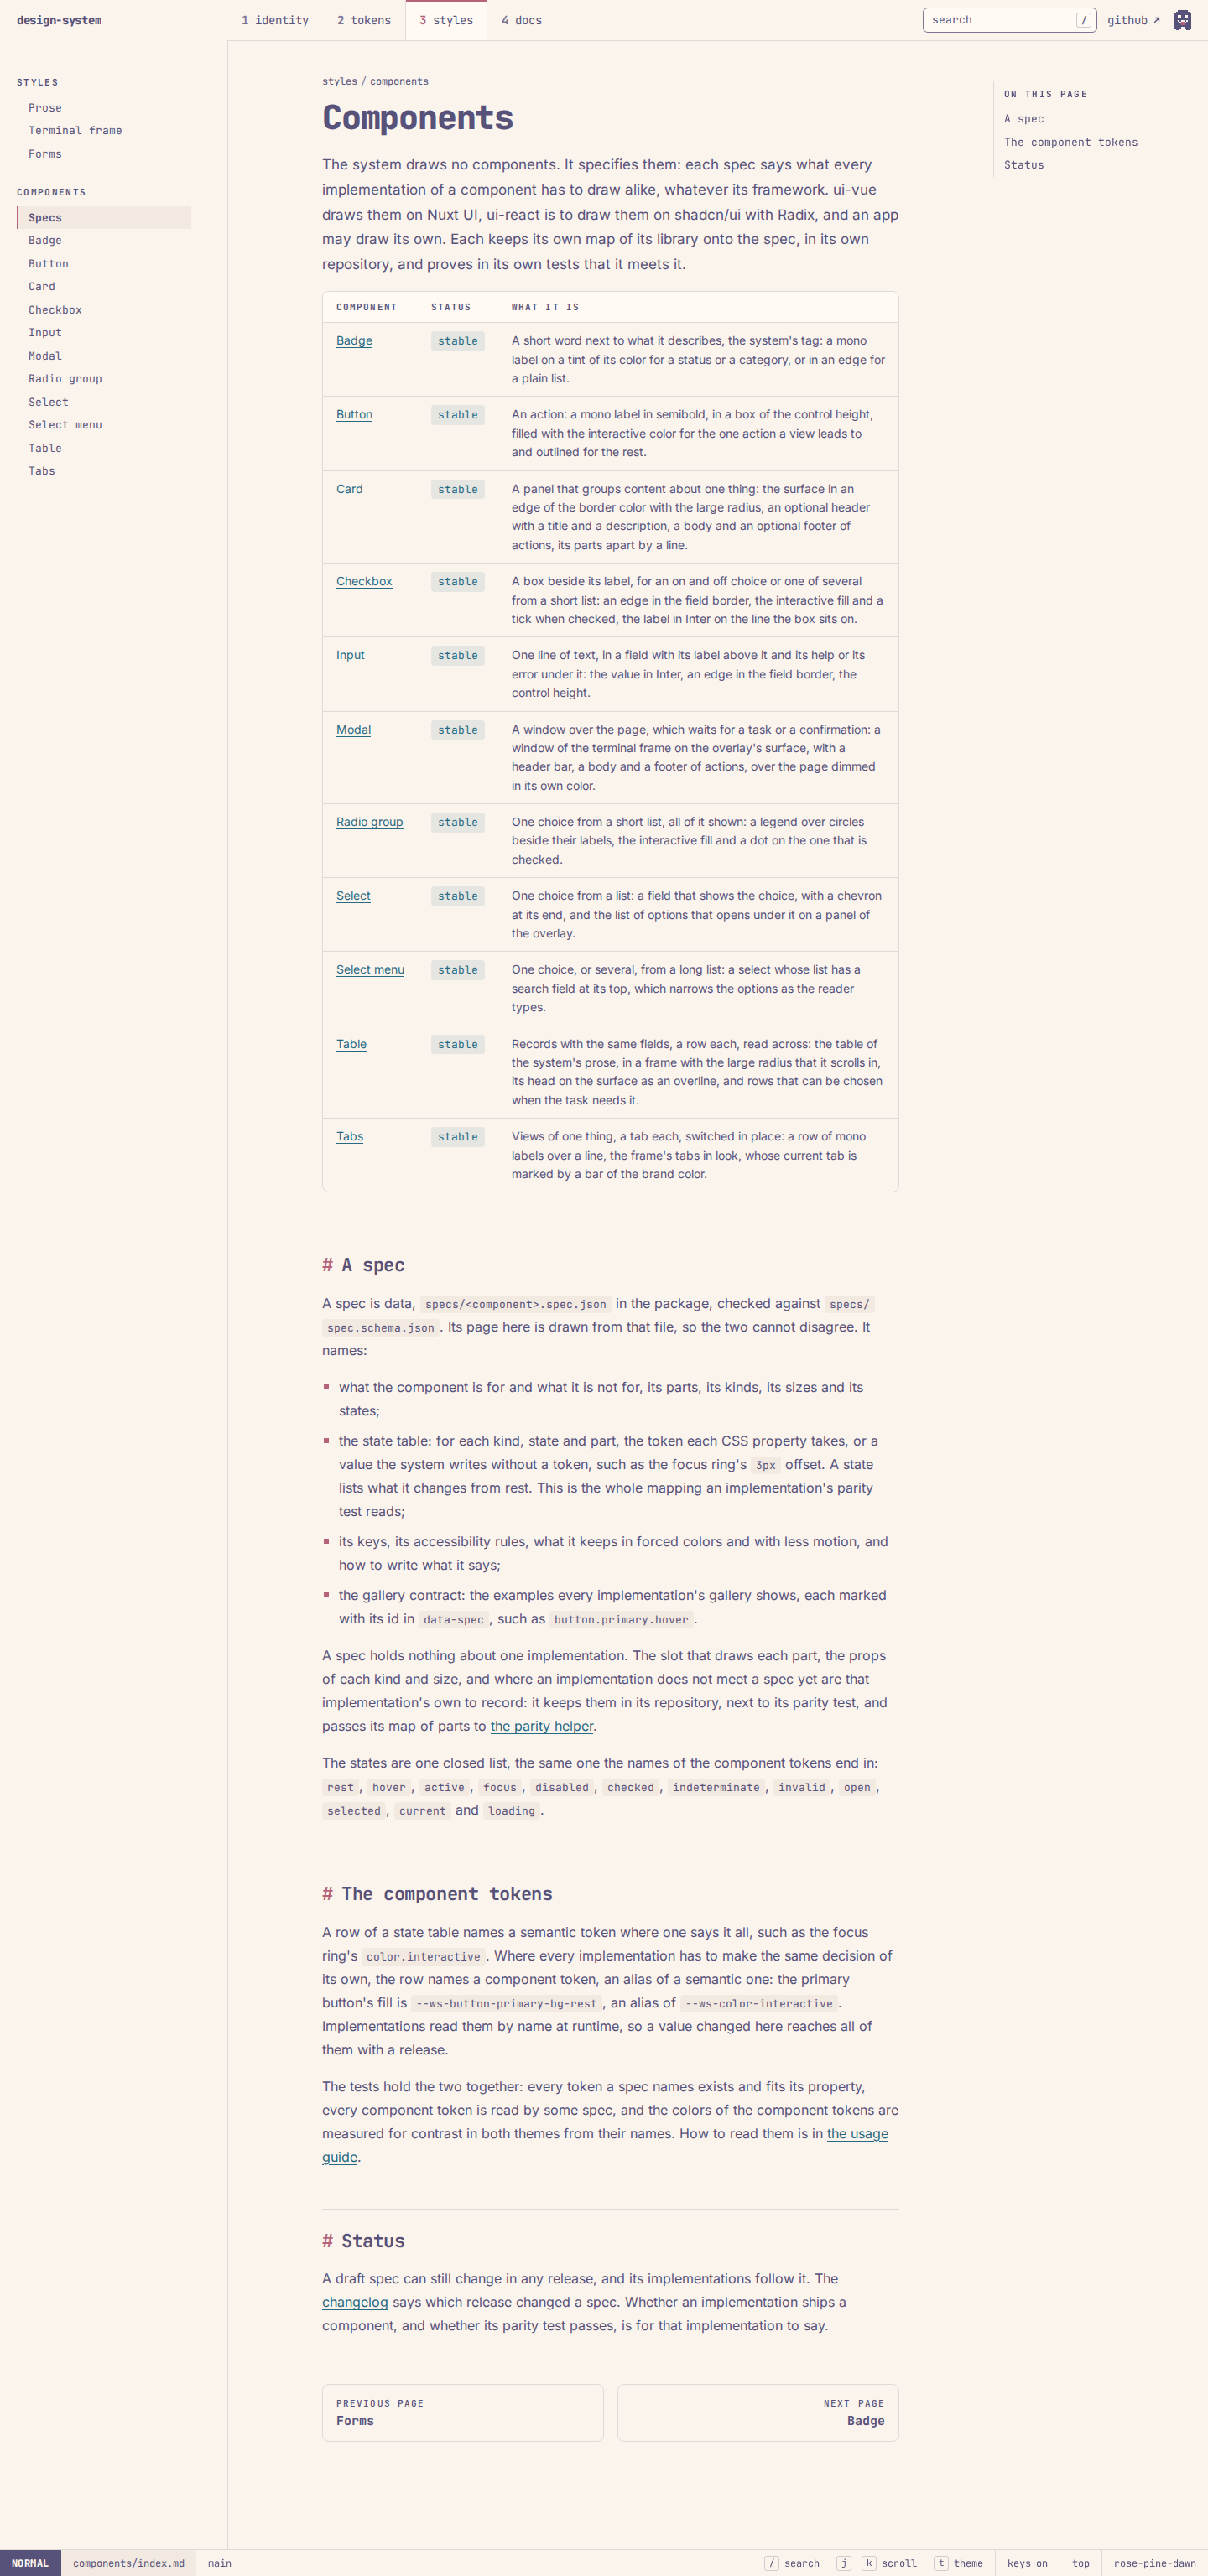 design-system
1 identity
2 tokens
3 styles
4 docs
search /
github ↗
STYLES
Prose
Terminal frame
Forms
COMPONENTS
Specs
Badge
Button
Card
Checkbox
Input
Modal
Radio group
Select
Select menu
Table
Tabs
styles / components
Components
The system draws no components. It specifies them: each spec says what every
implementation of a component has to draw alike, whatever its framework. ui-vue
draws them on Nuxt UI, ui-react is to draw them on shadcn/ui with Radix, and an app
may draw its own. Each keeps its own map of its library onto the spec, in its own
repository, and proves in its own tests that it meets it.
COMPONENT STATUS WHAT IT IS
Badge stable A short word next to what it describes, the system's tag: a mono
label on a tint of its color for a status or a category, or in an edge for
a plain list.
Button stable An action: a mono label in semibold, in a box of the control height,
filled with the interactive color for the one action a view leads to
and outlined for the rest.
Card stable A panel that groups content about one thing: the surface in an
edge of the border color with the large radius, an optional header
with a title and a description, a body and an optional footer of
actions, its parts apart by a line.
Checkbox stable A box beside its label, for an on and off choice or one of several
from a short list: an edge in the field border, the interactive fill and a
tick when checked, the label in Inter on the line the box sits on.
Input stable One line of text, in a field with its label above it and its help or its
error under it: the value in Inter, an edge in the field border, the
control height.
Modal stable A window over the page, which waits for a task or a confirmation: a
window of the terminal frame on the overlay's surface, with a
header bar, a body and a footer of actions, over the page dimmed
in its own color.
Radio group stable One choice from a short list, all of it shown: a legend over circles
beside their labels, the interactive fill and a dot on the one that is
checked.
Select stable One choice from a list: a field that shows the choice, with a chevron
at its end, and the list of options that opens under it on a panel of
the overlay.
Select menu stable One choice, or several, from a long list: a select whose list has a
search field at its top, which narrows the options as the reader
types.
Table stable Records with the same fields, a row each, read across: the table of
the system's prose, in a frame with the large radius that it scrolls in,
its head on the surface as an overline, and rows that can be chosen
when the task needs it.
Tabs stable Views of one thing, a tab each, switched in place: a row of mono
labels over a line, the frame's tabs in look, whose current tab is
marked by a bar of the brand color.
# A spec
A spec is data, specs/<component>.spec.json in the package, checked against specs/
spec.schema.json. Its page here is drawn from that file, so the two cannot disagree. It
names:
what the component is for and what it is not for, its parts, its kinds, its sizes and its
states;
the state table: for each kind, state and part, the token each CSS property takes, or a
value the system writes without a token, such as the focus ring's 3px offset. A state
lists what it changes from rest. This is the whole mapping an implementation's parity
test reads;
its keys, its accessibility rules, what it keeps in forced colors and with less motion, and
how to write what it says;
the gallery contract: the examples every implementation's gallery shows, each marked
with its id in data-spec, such as button.primary.hover.
A spec holds nothing about one implementation. The slot that draws each part, the props
of each kind and size, and where an implementation does not meet a spec yet are that
implementation's own to record: it keeps them in its repository, next to its parity test, and
passes its map of parts to the parity helper.
The states are one closed list, the same one the names of the component tokens end in:
rest, hover, active, focus, disabled, checked, indeterminate, invalid, open,
selected, current and loading.
# The component tokens
A row of a state table names a semantic token where one says it all, such as the focus
ring's color.interactive. Where every implementation has to make the same decision of
its own, the row names a component token, an alias of a semantic one: the primary
button's fill is --ws-button-primary-bg-rest, an alias of --ws-color-interactive.
Implementations read them by name at runtime, so a value changed here reaches all of
them with a release.
The tests hold the two together: every token a spec names exists and fits its property,
every component token is read by some spec, and the colors of the component tokens are
measured for contrast in both themes from their names. How to read them is in the usage
guide.
# Status
A draft spec can still change in any release, and its implementations follow it. The
changelog says which release changed a spec. Whether an implementation ships a
component, and whether its parity test passes, is for that implementation to say.
PREVIOUS PAGE
Forms
NEXT PAGE
Badge
ON THIS PAGE
A spec
The component tokens
Status
NORMAL components/index.md main / search j k scroll t theme keys on top rose-pine-dawn